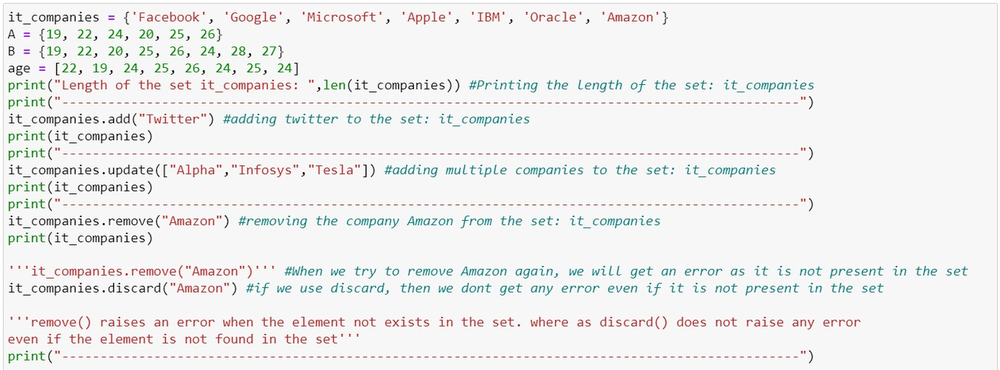 it_companies = {'Facebook', 'Google', 'Microsoft', 'Apple', 'IBM', 'Oracle', 'Amazon'}
A = {19, 22, 24, 20, 25, 26}
B = {19, 22, 20, 25, 26, 24, 28, 27}
age = [22, 19, 24, 25, 26, 24, 25, 24]
print("Length of the set it_companies: ",len(it_companies)) #Printing the length of the set: it_companies
print("------------------------------------------------------------------------------------------------")
it_companies.add("Twitter") #adding twitter to the set: it_companies
print(it_companies)
print("------------------------------------------------------------------------------------------------")
it_companies.update(["Alpha","Infosys","Tesla"]) #adding multiple companies to the set: it_companies
print(it_companies)
print("------------------------------------------------------------------------------------------------")
it_companies.remove("Amazon") #removing the company Amazon from the set: it_companies
print(it_companies)
'''it_companies.remove("Amazon")''' #When we try to remove Amazon again, we will get an error as it is not present in the set
it_companies.discard("Amazon") #if we use discard, then we dont get any error even if it is not present in the set
'''remove() raises an error when the element not exists in the set. where as discard() does not raise any error
even if the element is not found in the set'''
print("------------------------------------------------------------------------------------------------")